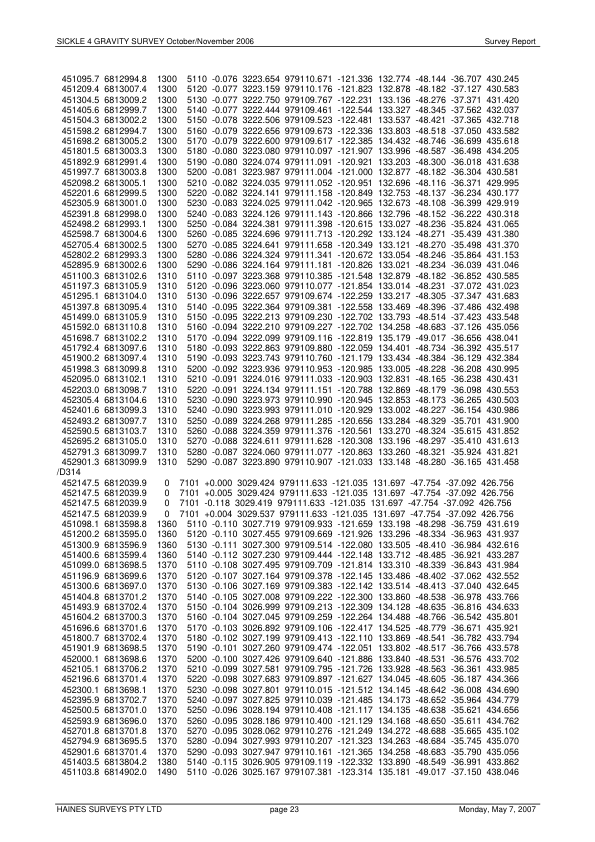 SICKLE 4 GRAVITY SURVEY October/November 2006 Survey Report
451095.7 6812994.8 1300 5110 -0.076 3223.654 979110.671 -121.336 132.774 -48.144 -36.707 430.245
451209.4 6813007.4 1300 5120 -0.077 3223.159 979110.176 -121.823 132.878 -48.182 -37.127 430.583
451304.5 6813009.2 1300 5130 -0.077 3222.750 979109.767 -122.231 133.136 -48.276 -37.371 431.420
451405.6 6812999.7 1300 5140 -0.077 3222.444 979109.461 -122.544 133.327 -48.345 -37.562 432.037
451504.3 6813002.2 1300 5150 -0.078 3222.506 979109.523 -122.481 133.537 -48.421 -37.365 432.718
451598.2 6812994.7 1300 5160 -0.079 3222.656 979109.673 -122.336 133.803 -48.518 -37.050 433.582
451698.2 6813005.2 1300 5170 -0.079 3222.600 979109.617 -122.385 134.432 -48.746 -36.699 435.618
451801.5 6813003.3 1300 5180 -0.080 3223.080 979110.097 -121.907 133.996 -48.587 -36.498 434.205
451892.9 6812991.4 1300 5190 -0.080 3224.074 979111.091 -120.921 133.203 -48.300 -36.018 431.638
451997.7 6813003.8 1300 5200 -0.081 3223.987 979111.004 -121.000 132.877 -48.182 -36.304 430.581
452098.2 6813005.1 1300 5210 -0.082 3224.035 979111.052 -120.951 132.696 -48.116 -36.371 429.995
452201.6 6812999.5 1300 5220 -0.082 3224.141 979111.158 -120.849 132.753 -48.137 -36.234 430.177
452305.9 6813001.0 1300 5230 -0.083 3224.025 979111.042 -120.965 132.673 -48.108 -36.399 429.919
452391.8 6812998.0 1300 5240 -0.083 3224.126 979111.143 -120.866 132.796 -48.152 -36.222 430.318
452498.2 6812993.1 1300 5250 -0.084 3224.381 979111.398 -120.615 133.027 -48.236 -35.824 431.065
452598.7 6813004.6 1300 5260 -0.085 3224.696 979111.713 -120.292 133.124 -48.271 -35.439 431.380
452705.4 6813002.5 1300 5270 -0.085 3224.641 979111.658 -120.349 133.121 -48.270 -35.498 431.370
452802.2 6812993.3 1300 5280 -0.086 3224.324 979111.341 -120.672 133.054 -48.246 -35.864 431.153
452895.9 6813002.6 1300 5290 -0.086 3224.164 979111.181 -120.826 133.021 -48.234 -36.039 431.046
451100.3 6813102.6 1310 5110 -0.097 3223.368 979110.385 -121.548 132.879 -48.182 -36.852 430.585
451197.3 6813105.9 1310 5120 -0.096 3223.060 979110.077 -121.854 133.014 -48.231 -37.072 431.023
451295.1 6813104.0 1310 5130 -0.096 3222.657 979109.674 -122.259 133.217 -48.305 -37.347 431.683
451397.8 6813095.4 1310 5140 -0.095 3222.364 979109.381 -122.558 133.469 -48.396 -37.486 432.498
451499.0 6813105.9 1310 5150 -0.095 3222.213 979109.230 -122.702 133.793 -48.514 -37.423 433.548
451592.0 6813110.8 1310 5160 -0.094 3222.210 979109.227 -122.702 134.258 -48.683 -37.126 435.056
451698.7 6813102.2 1310 5170 -0.094 3222.099 979109.116 -122.819 135.179 -49.017 -36.656 438.041
451792.4 6813097.6 1310 5180 -0.093 3222.863 979109.880 -122.059 134.401 -48.734 -36.392 435.517
451900.2 6813097.4 1310 5190 -0.093 3223.743 979110.760 -121.179 133.434 -48.384 -36.129 432.384
451998.3 6813099.8 1310 5200 -0.092 3223.936 979110.953 -120.985 133.005 -48.228 -36.208 430.995
452095.0 6813102.1 1310 5210 -0.091 3224.016 979111.033 -120.903 132.831 -48.165 -36.238 430.431
452203.0 6813098.7 1310 5220 -0.091 3224.134 979111.151 -120.788 132.869 -48.179 -36.098 430.553
452305.4 6813104.6 1310 5230 -0.090 3223.973 979110.990 -120.945 132.853 -48.173 -36.265 430.503
452401.6 6813099.3 1310 5240 -0.090 3223.993 979111.010 -120.929 133.002 -48.227 -36.154 430.986
452493.2 6813097.7 1310 5250 -0.089 3224.268 979111.285 -120.656 133.284 -48.329 -35.701 431.900
452590.5 6813103.7 1310 5260 -0.088 3224.359 979111.376 -120.561 133.270 -48.324 -35.615 431.852
452695.2 6813105.0 1310 5270 -0.088 3224.611 979111.628 -120.308 133.196 -48.297 -35.410 431.613
452791.3 6813099.7 1310 5280 -0.087 3224.060 979111.077 -120.863 133.260 -48.321 -35.924 431.821
452901.3 6813099.9 1310 5290 -0.087 3223.890 979110.907 -121.033 133.148 -48.280 -36.165 431.458
/D314
452147.5 6812039.9 0 7101 +0.000 3029.424 979111.633 -121.035 131.697 -47.754 -37.092 426.756
452147.5 6812039.9 0 7101 +0.005 3029.424 979111.633 -121.035 131.697 -47.754 -37.092 426.756
452147.5 6812039.9 0 7101 -0.118 3029.419 979111.633 -121.035 131.697 -47.754 -37.092 426.756
452147.5 6812039.9 0 7101 +0.004 3029.537 979111.633 -121.035 131.697 -47.754 -37.092 426.756
451098.1 6813598.8 1360 5110 -0.110 3027.719 979109.933 -121.659 133.198 -48.298 -36.759 431.619
451200.2 6813595.0 1360 5120 -0.110 3027.455 979109.669 -121.926 133.296 -48.334 -36.963 431.937
451300.9 6813596.9 1360 5130 -0.111 3027.300 979109.514 -122.080 133.505 -48.410 -36.984 432.616
451400.6 6813599.4 1360 5140 -0.112 3027.230 979109.444 -122.148 133.712 -48.485 -36.921 433.287
451099.0 6813698.5 1370 5110 -0.108 3027.495 979109.709 -121.814 133.310 -48.339 -36.843 431.984
451196.9 6813699.6 1370 5120 -0.107 3027.164 979109.378 -122.145 133.486 -48.402 -37.062 432.552
451300.6 6813697.0 1370 5130 -0.106 3027.169 979109.383 -122.142 133.514 -48.413 -37.040 432.645
451404.8 6813701.2 1370 5140 -0.105 3027.008 979109.222 -122.300 133.860 -48.538 -36.978 433.766
451493.9 6813702.4 1370 5150 -0.104 3026.999 979109.213 -122.309 134.128 -48.635 -36.816 434.633
451604.2 6813700.3 1370 5160 -0.104 3027.045 979109.259 -122.264 134.488 -48.766 -36.542 435.801
451696.6 6813701.6 1370 5170 -0.103 3026.892 979109.106 -122.417 134.525 -48.779 -36.671 435.921
451800.7 6813702.4 1370 5180 -0.102 3027.199 979109.413 -122.110 133.869 -48.541 -36.782 433.794
451901.9 6813698.5 1370 5190 -0.101 3027.260 979109.474 -122.051 133.802 -48.517 -36.766 433.578
452000.1 6813698.6 1370 5200 -0.100 3027.426 979109.640 -121.886 133.840 -48.531 -36.576 433.702
452105.1 6813706.2 1370 5210 -0.099 3027.581 979109.795 -121.726 133.928 -48.563 -36.361 433.985
452196.6 6813701.4 1370 5220 -0.098 3027.683 979109.897 -121.627 134.045 -48.605 -36.187 434.366
452300.1 6813698.1 1370 5230 -0.098 3027.801 979110.015 -121.512 134.145 -48.642 -36.008 434.690
452395.9 6813702.7 1370 5240 -0.097 3027.825 979110.039 -121.485 134.173 -48.652 -35.964 434.779
452500.5 6813701.0 1370 5250 -0.096 3028.194 979110.408 -121.117 134.135 -48.638 -35.621 434.656
452593.9 6813696.0 1370 5260 -0.095 3028.186 979110.400 -121.129 134.168 -48.650 -35.611 434.762
452701.8 6813701.8 1370 5270 -0.095 3028.062 979110.276 -121.249 134.272 -48.688 -35.665 435.102
452794.9 6813695.5 1370 5280 -0.094 3027.993 979110.207 -121.323 134.263 -48.684 -35.745 435.070
452901.6 6813701.4 1370 5290 -0.093 3027.947 979110.161 -121.365 134.258 -48.683 -35.790 435.056
451403.5 6813804.2 1380 5140 -0.115 3026.905 979109.119 -122.332 133.890 -48.549 -36.991 433.862
451103.8 6814902.0 1490 5110 -0.026 3025.167 979107.381 -123.314 135.181 -49.017 -37.150 438.046
HAINES SURVEYS PTY LTD page 23 Monday, May 7, 2007